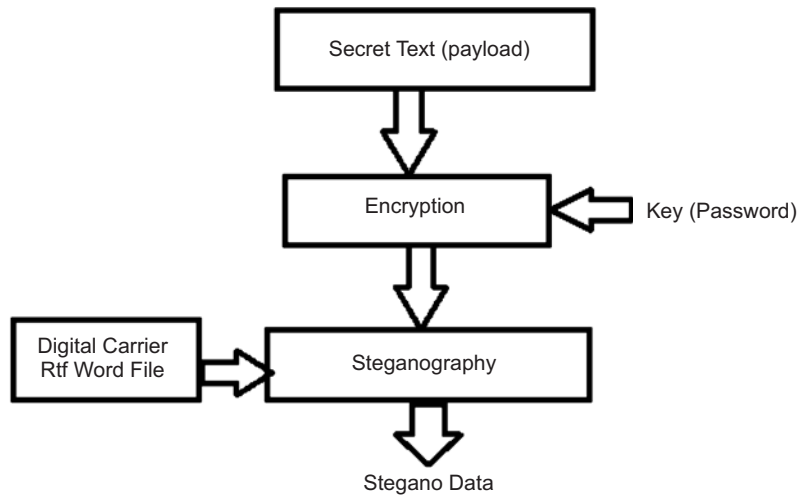 Secret Text (payload)
Encryption
Key (Password)
Digital Carrier
Rtf Word File
Steganography
Stegano Data